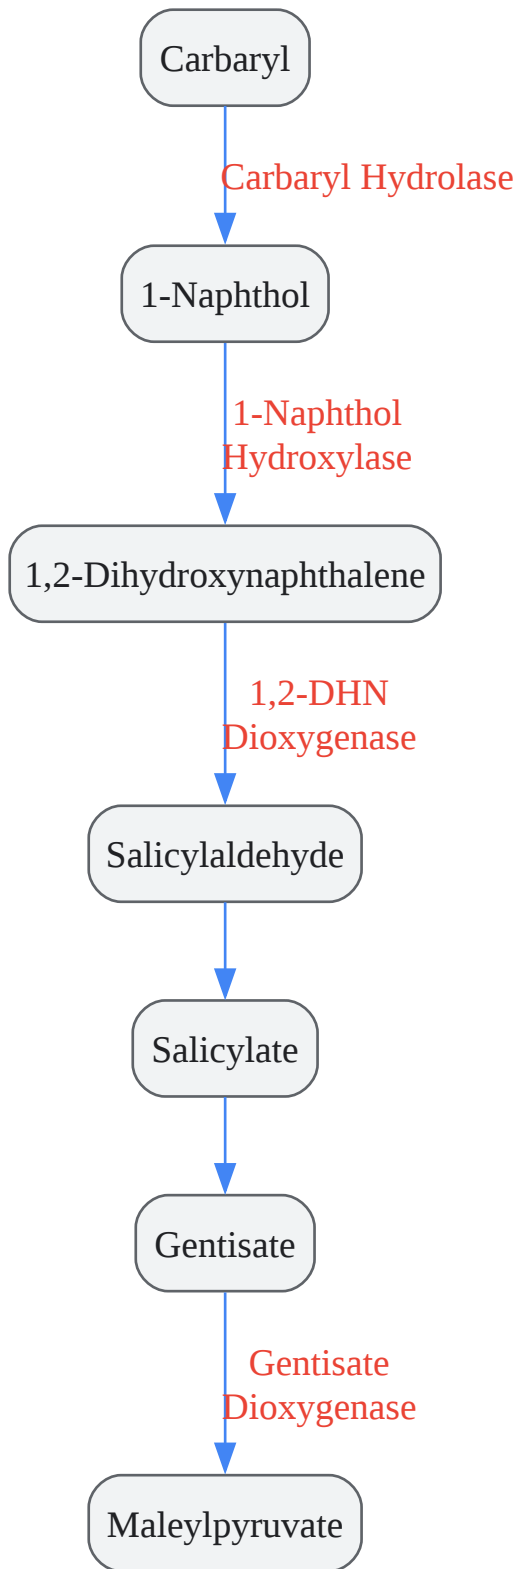 Carbaryl
Carbaryl Hydrolase
1-Naphthol
1-Naphthol
Hydroxylase
1,2-Dihydroxynaphthalene
1,2-DHN
Dioxygenase
Salicylaldehyde
Salicylate
Gentisate
Gentisate
Dioxygenase
Maleylpyruvate